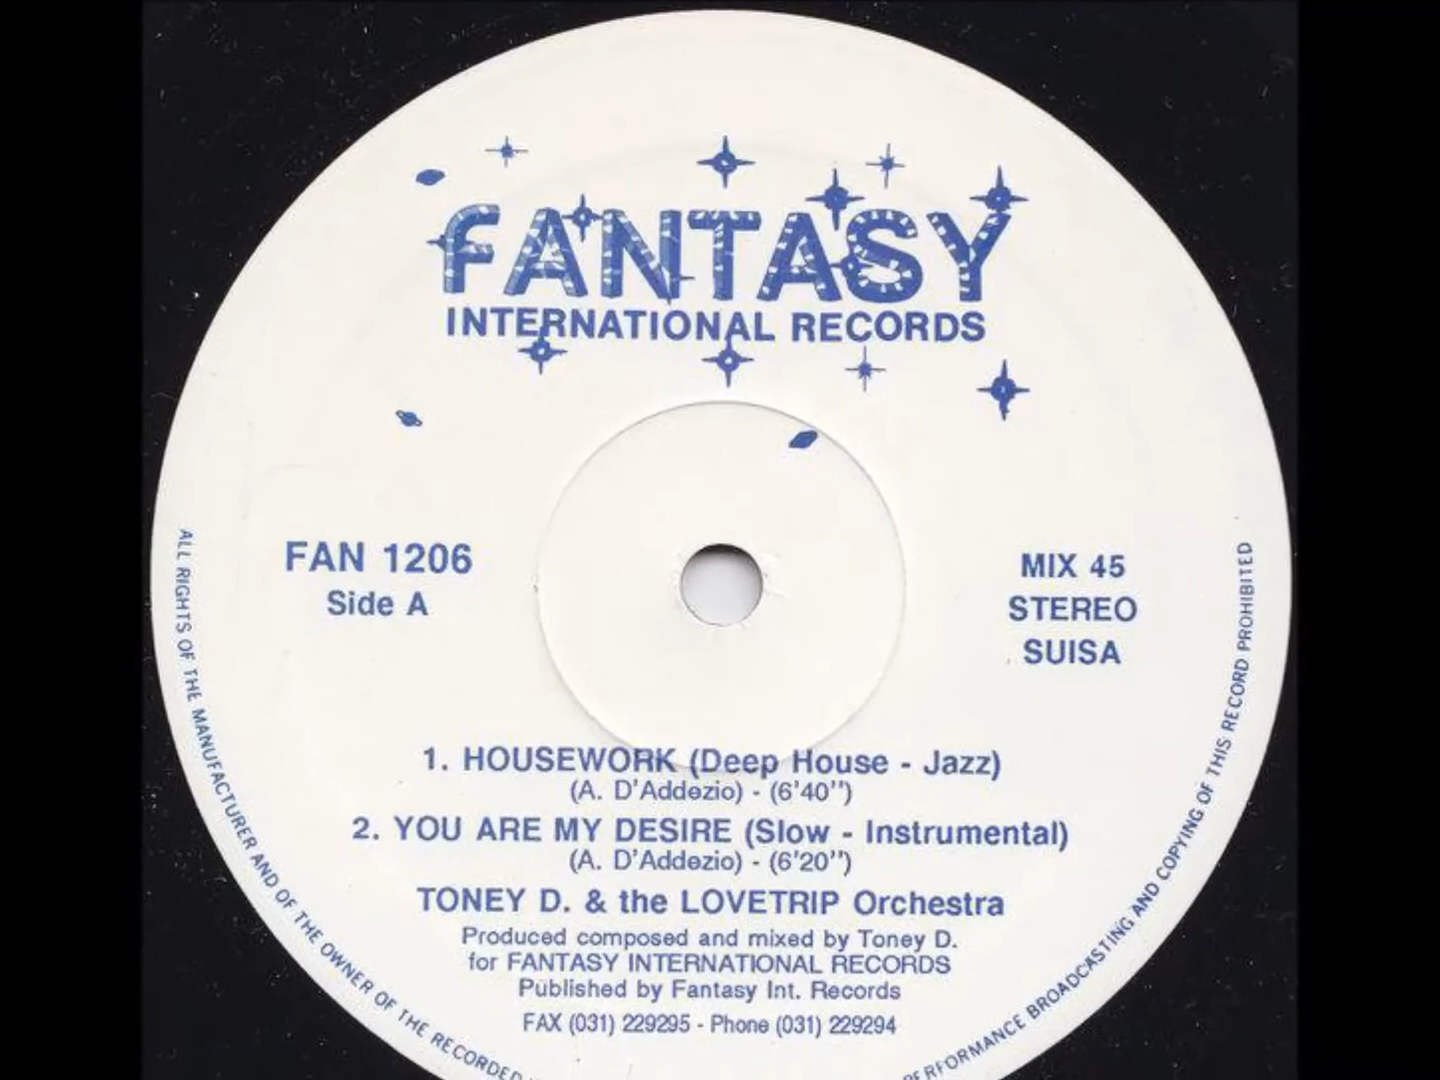 FANTASY
INTERNATIONAL RECORDS
FAN 1206
Side A
MIX 45
STEREO
SUISA
1. HOUSEWORK (Deep House - Jazz)
(A. D'Addezio) - (6'40")
2. YOU ARE MY DESIRE (Slow - Instrumental)
(A. D'Addezio) - (6'20")
TONEY D. & the LOVETRIP Orchestra
Produced composed and mixed by Toney D.
for FANTASY INTERNATIONAL RECORDS
Published by Fantasy Int. Records
FAX (031) 229295 - Phone (031) 229294
ALL RIGHTS OF THE MANUFACTURER AND OF THE OWNER OF THE RECORDED
PERFORMANCE BROADCASTING AND COPYING OF THIS RECORD PROHIBITED